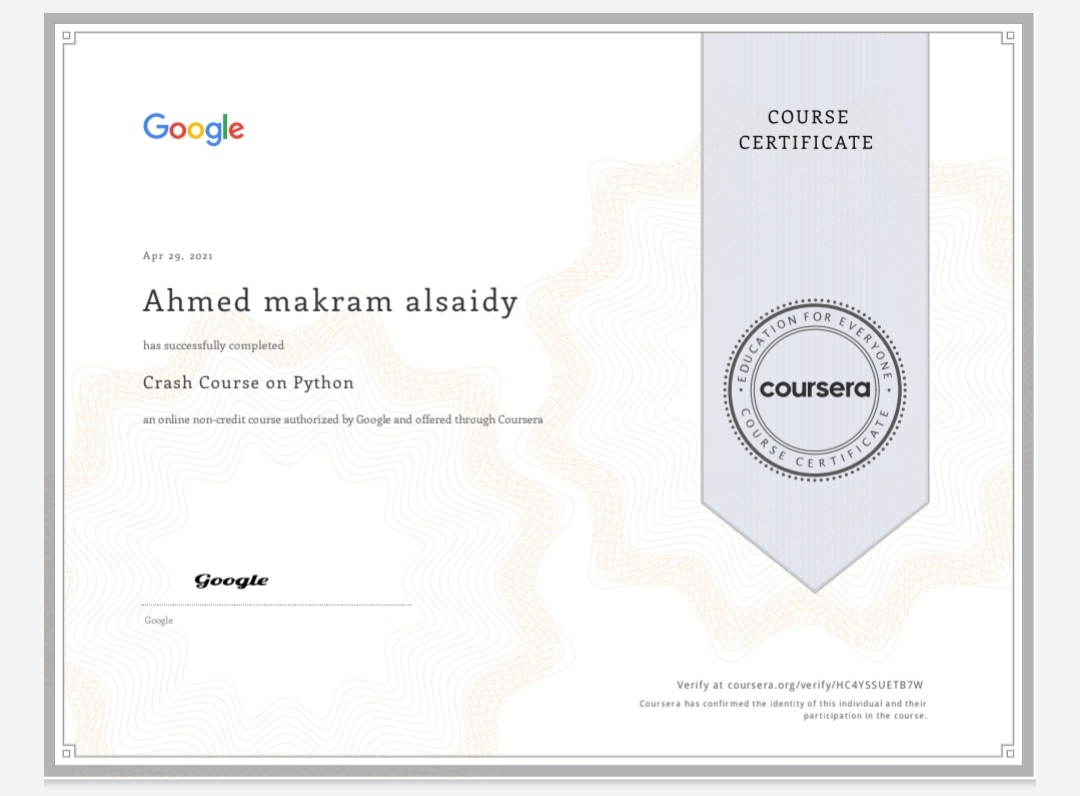 Google
COURSE
CERTIFICATE
Apr 29, 2021
Ahmed makram alsaidy
has successfully completed
Crash Course on Python
an online non-credit course authorized by Google and offered through Coursera
EDUCATION FOR EVERYONE
coursera
COURSE CERTIFICATE
Google
Google
Verify at coursera.org/verify/HC4YSSUETB7W
Coursera has confirmed the identity of this individual and their
participation in the course.